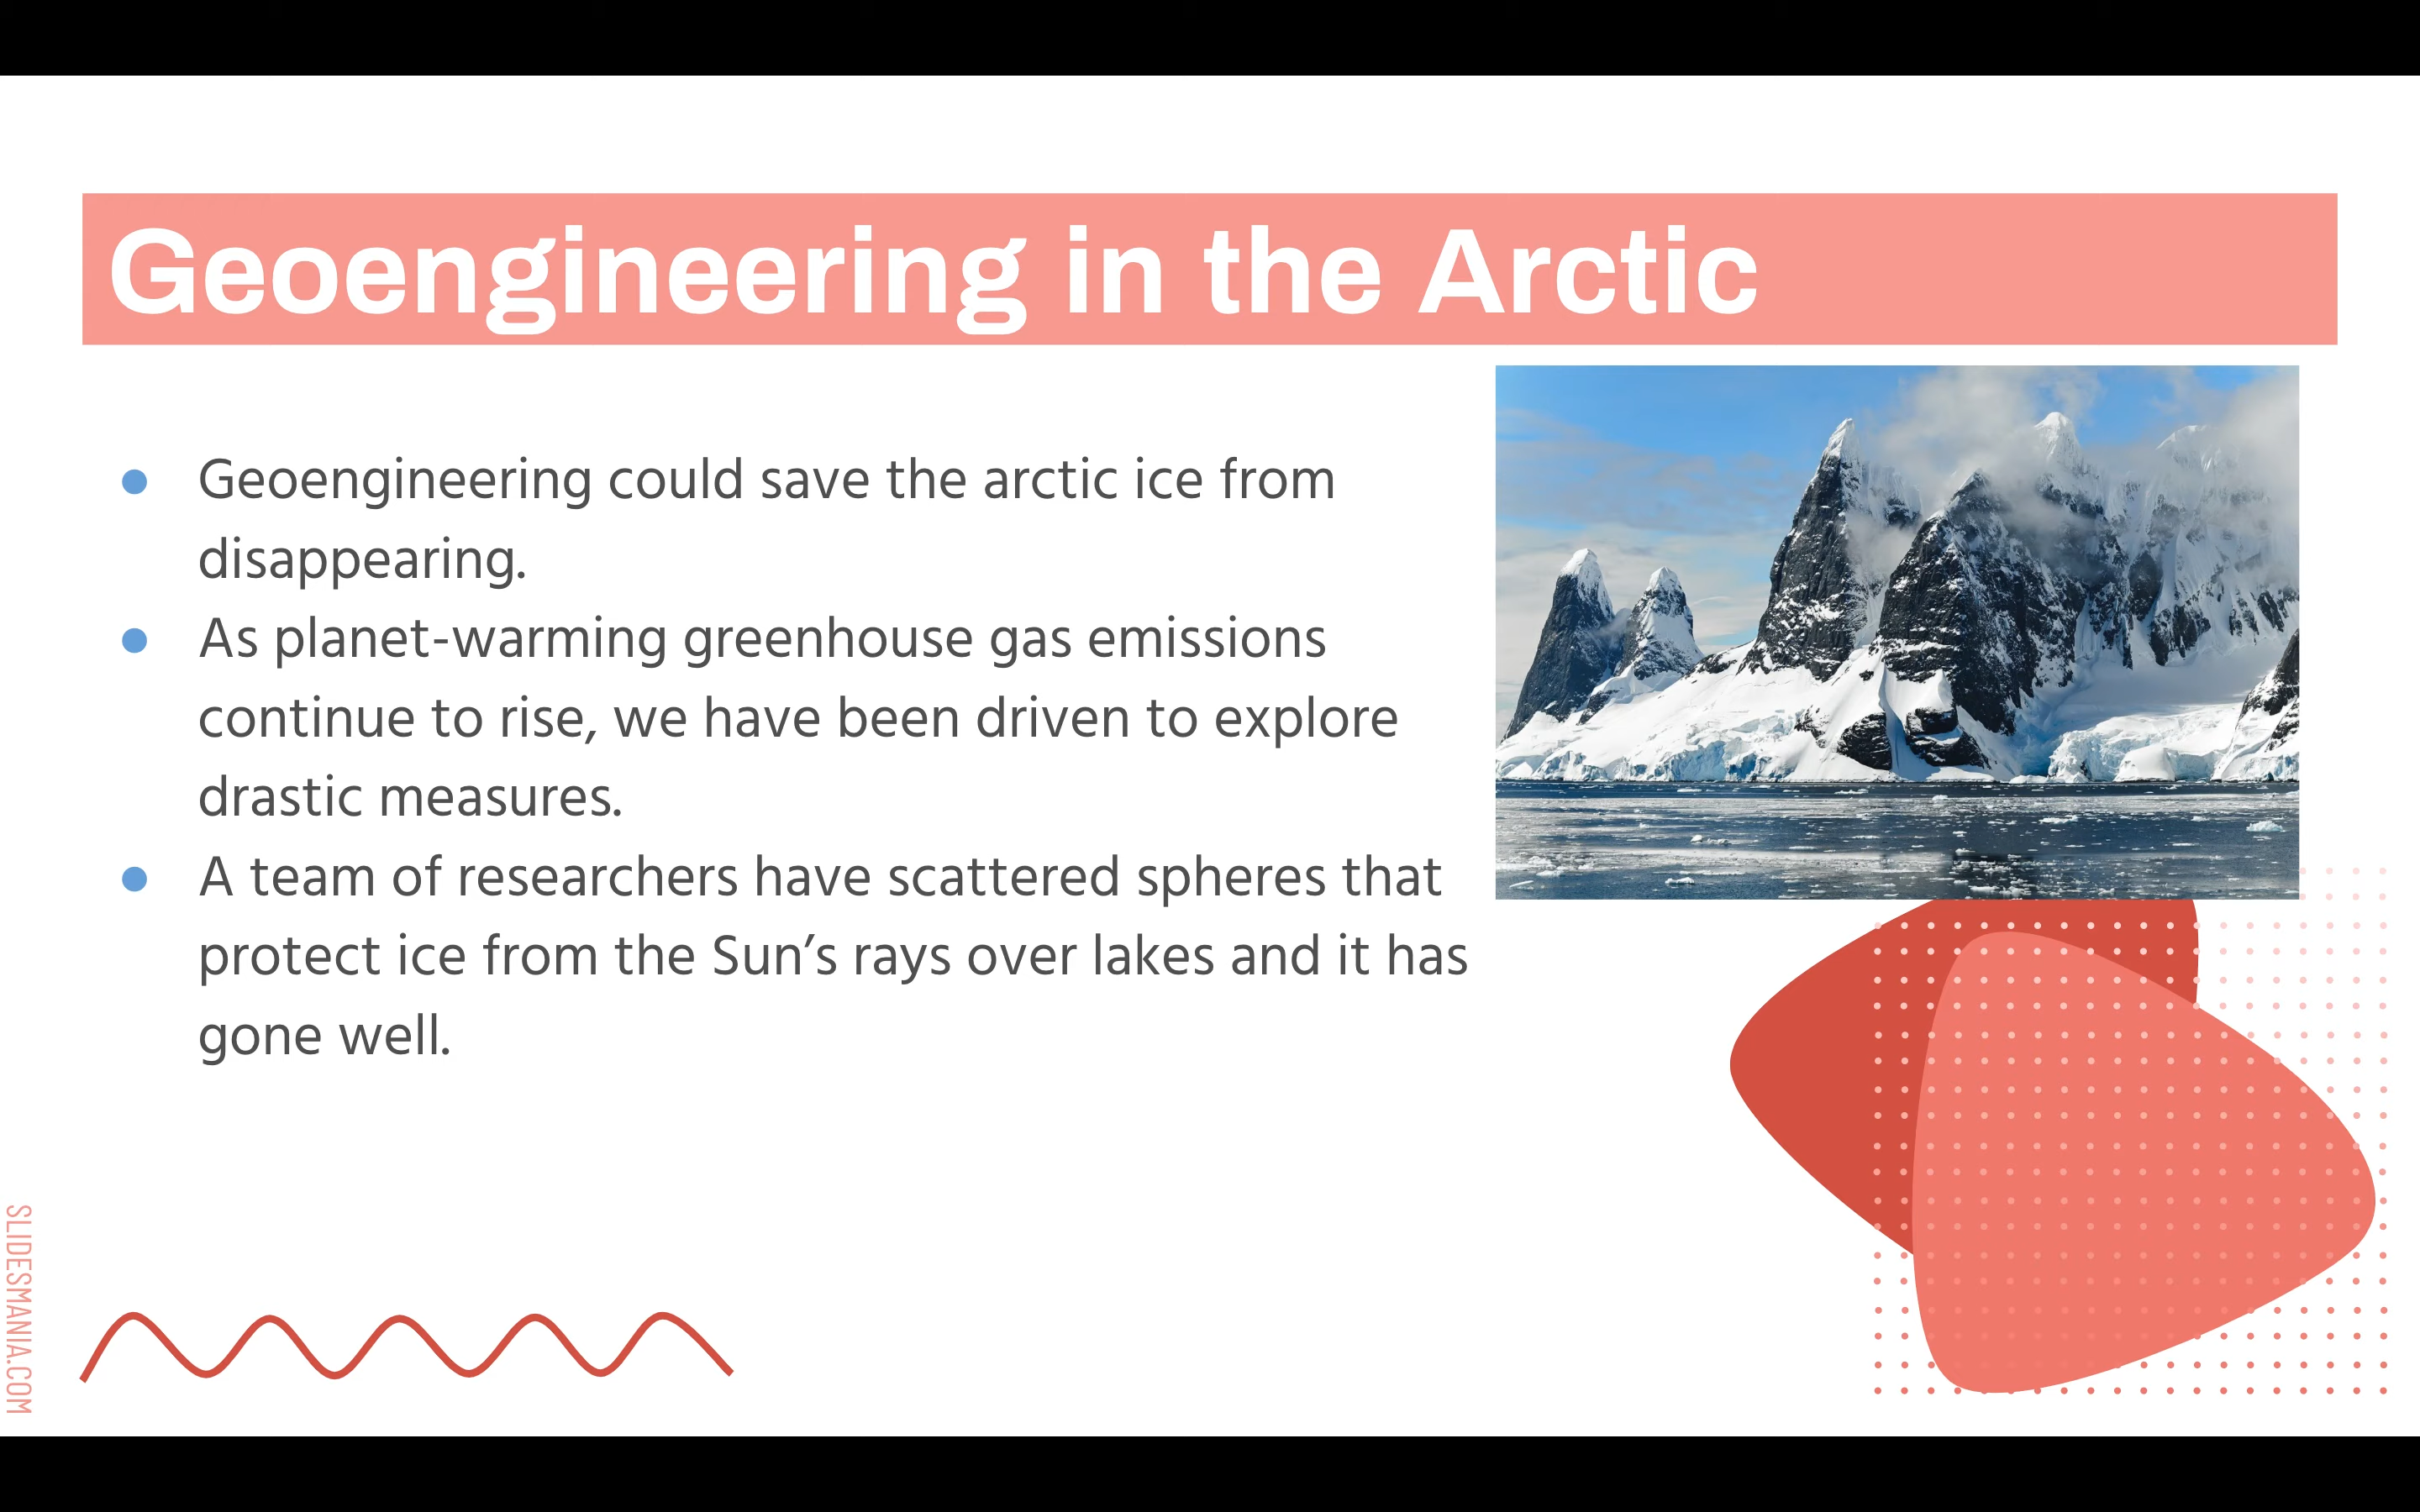 Geoengineering in the Arctic
Geoengineering could save the arctic ice from
disappearing.
As planet-warming greenhouse gas emissions
continue to rise, we have been driven to explore
drastic measures.
A team of researchers have scattered spheres that
protect ice from the Sun’s rays over lakes and it has
gone well.
SLIDESMANIA.COM